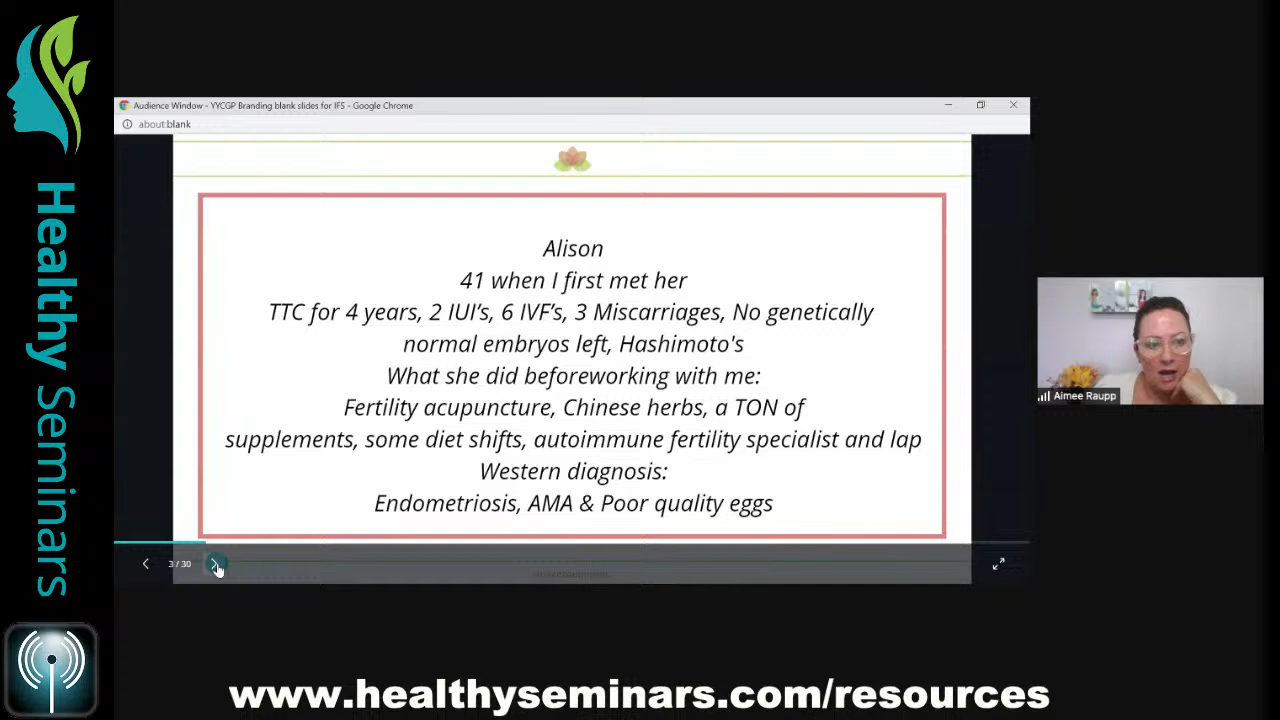 Healthy Seminars
Audience Window - YYCGP Branding blank slides for IFS - Google Chrome
about:blank
Alison
41 when I first met her
TTC for 4 years, 2 IUI's, 6 IVF's, 3 Miscarriages, No genetically
normal embryos left, Hashimoto's
What she did beforeworking with me:
Fertility acupuncture, Chinese herbs, a TON of
supplements, some diet shifts, autoimmune fertility specialist and lap
Western diagnosis:
Endometriosis, AMA & Poor quality eggs
3 / 30
Aimee Raupp
www.healthyseminars.com/resources